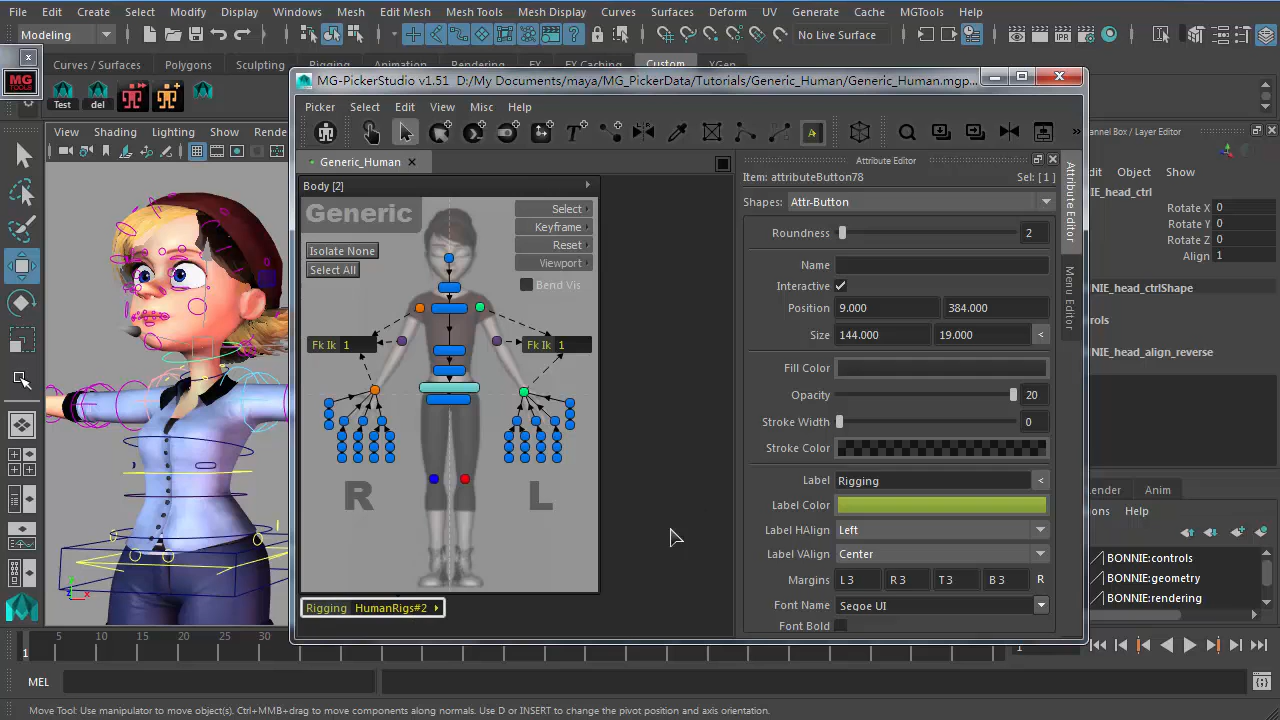 File Edit Create Select Modify Display Windows Mesh Edit Mesh Mesh Tools Mesh Display Curves Surfaces Deform UV Generate Cache MGTools Help
Modeling
No Live Surface
Curves / Surfaces Polygons Sculpting Rigging Animation Rendering FX FX Caching Custom XGen
MG
TOOLS
Test del
MG-PickerStudio v1.51 D:/My Documents/maya/MG_PickerData/Tutorials/Generic_Human/Generic_Human.mgp...
Picker Select Edit View Misc Help
View Shading Lighting Show Rende
Generic_Human
Body [2]
Generic
Select
Keyframe
Reset
Viewport
Isolate None
Select All
Bend Vis
Fk Ik 1
Fk Ik 1
R L
Rigging HumanRigs#2
Attribute Editor
Item: attributeButton78 Sel: [ 1 ]
Shapes: Attr-Button
Roundness 2
Name
Interactive
Position 9.000 384.000
Size 144.000 19.000 <
Fill Color
Opacity 20
Stroke Width 0
Stroke Color
Label Rigging <
Label Color
Label HAlign Left
Label VAlign Center
Margins L 3 R 3 T 3 B 3 R
Font Name Segoe UI
Font Bold
Attribute Editor
Menu Editor
annel Box / Layer Editor
dit Object Show
NIE_head_ctrl
Rotate X 0
Rotate Y 0
Rotate Z 0
Align 1
NIE_head_ctrlShape
rols
NIE_head_align_reverse
ender Anim
ons Help
BONNIE:controls
BONNIE:geometry
BONNIE:rendering
5 10 15 20 25 30
1
1
MEL
Move Tool: Use manipulator to move object(s). Ctrl+MMB+drag to move components along normals. Use D or INSERT to change the pivot position and axis orientation.